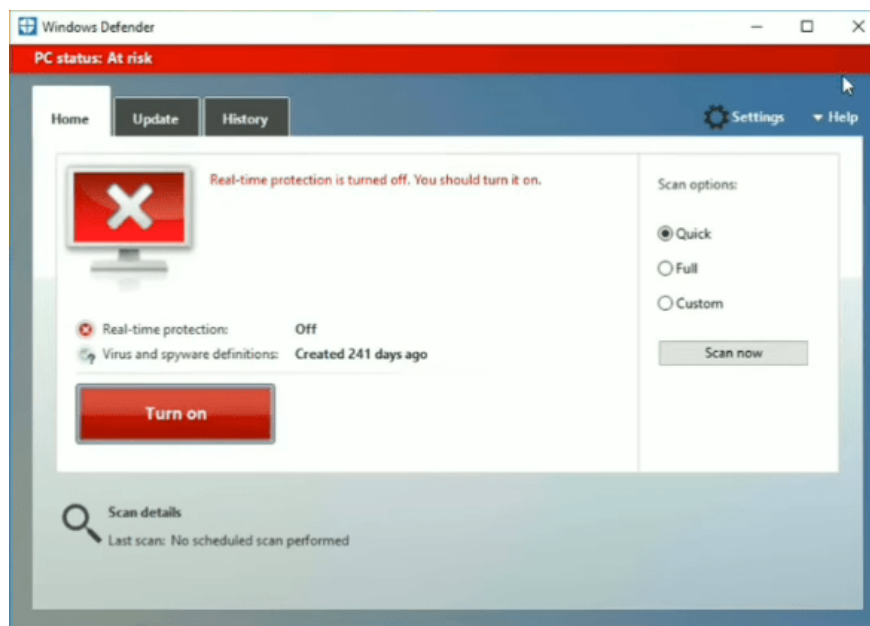 Windows Defender
PC status: At risk
Home
Update
History
Settings
Help
Real-time protection is turned off. You should turn it on.
Scan options:
Quick
Full
Custom
Scan now
Real-time protection: Off
Virus and spyware definitions: Created 241 days ago
Turn on
Scan details
Last scan: No scheduled scan performed